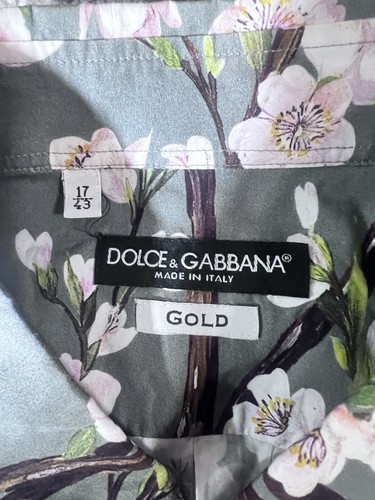 17
43
DOLCE & GABBANA®
MADE IN ITALY
GOLD